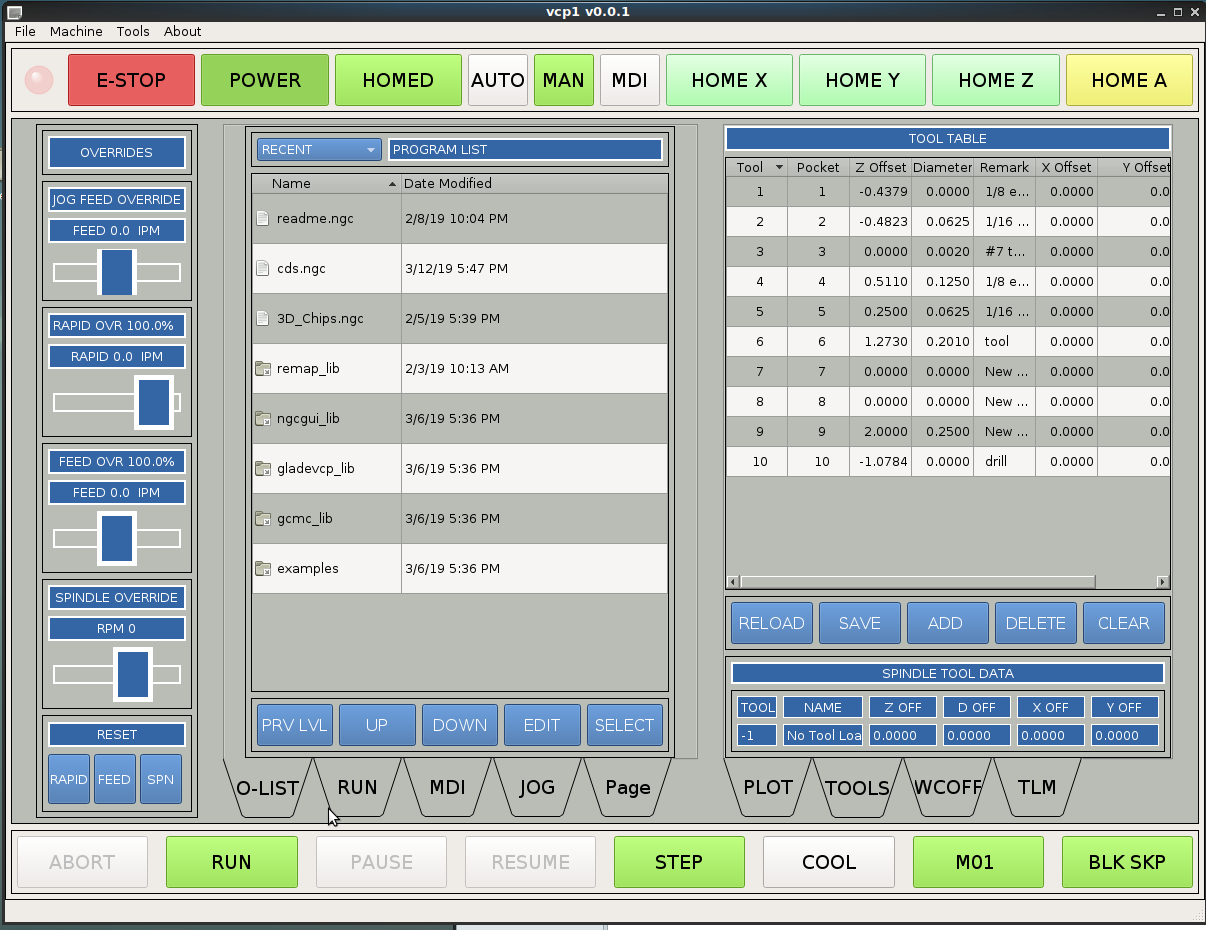 vcp1 v0.0.1
File Machine Tools About
E-STOP POWER HOMED AUTO MAN MDI HOME X HOME Y HOME Z HOME A
OVERRIDES
JOG FEED OVERRIDE
FEED 0.0 IPM
RAPID OVR 100.0%
RAPID 0.0 IPM
FEED OVR 100.0%
FEED 0.0 IPM
SPINDLE OVERRIDE
RPM 0
RESET
RAPID FEED SPN
RECENT PROGRAM LIST
Name Date Modified
readme.ngc 2/8/19 10:04 PM
cds.ngc 3/12/19 5:47 PM
3D_Chips.ngc 2/5/19 5:39 PM
remap_lib 2/3/19 10:13 AM
ngcgui_lib 3/6/19 5:36 PM
gladevcp_lib 3/6/19 5:36 PM
gcmc_lib 3/6/19 5:36 PM
examples 3/6/19 5:36 PM
PRV LVL UP DOWN EDIT SELECT
O-LIST RUN MDI JOG Page
TOOL TABLE
Tool Pocket Z Offset Diameter Remark X Offset Y Offset
1 1 -0.4379 0.0000 1/8 e... 0.0000 0.0
2 2 -0.4823 0.0625 1/16 ... 0.0000 0.0
3 3 0.0000 0.0020 #7 t... 0.0000 0.0
4 4 0.5110 0.1250 1/8 e... 0.0000 0.0
5 5 0.2500 0.0625 1/16 ... 0.0000 0.0
6 6 1.2730 0.2010 tool 0.0000 0.0
7 7 0.0000 0.0000 New ... 0.0000 0.0
8 8 0.0000 0.0000 New ... 0.0000 0.0
9 9 2.0000 0.2500 New ... 0.0000 0.0
10 10 -1.0784 0.0000 drill 0.0000 0.0
RELOAD SAVE ADD DELETE CLEAR
SPINDLE TOOL DATA
TOOL NAME Z OFF D OFF X OFF Y OFF
-1 No Tool Loa 0.0000 0.0000 0.0000 0.0000
PLOT TOOLS WCOFF TLM
ABORT RUN PAUSE RESUME STEP COOL M01 BLK SKP